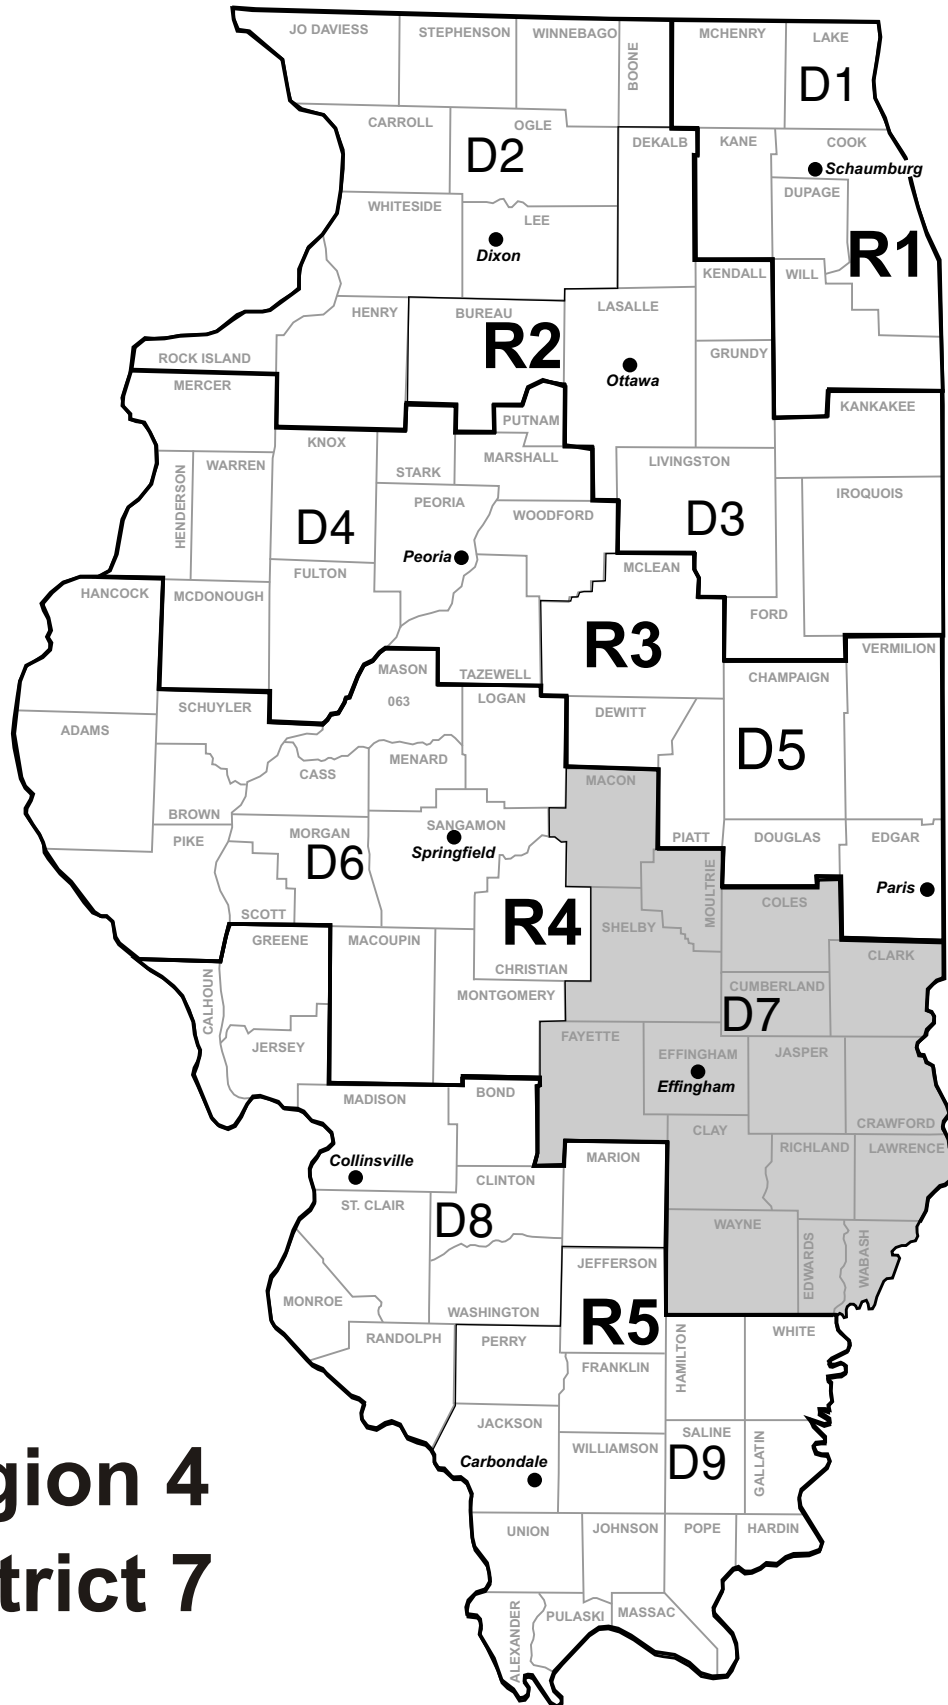 JO DAVIESS
STEPHENSON
WINNEBAGO
BOONE
MCHENRY
LAKE
D1
CARROLL
OGLE
D2
DEKALB
KANE
COOK
Schaumburg
DUPAGE
WHITESIDE
LEE
Dixon
R1
KENDALL
WILL
HENRY
BUREAU
R2
LASALLE
GRUNDY
Ottawa
ROCK ISLAND
MERCER
KANKAKEE
PUTNAM
KNOX
MARSHALL
STARK
LIVINGSTON
WARREN
HENDERSON
PEORIA
IROQUOIS
WOODFORD
D4
D3
Peoria
FULTON
MCLEAN
HANCOCK
MCDONOUGH
FORD
R3
VERMILION
MASON
TAZEWELL
CHAMPAIGN
063
LOGAN
SCHUYLER
DEWITT
ADAMS
D5
MENARD
CASS
MACON
BROWN
SANGAMON
MORGAN
PIKE
PIATT
DOUGLAS
EDGAR
Springfield
D6
Paris
MOULTRIE
COLES
SCOTT
R4
SHELBY
GREENE
MACOUPIN
CLARK
CHRISTIAN
CALHOUN
MONTGOMERY
CUMBERLAND
D7
FAYETTE
JERSEY
EFFINGHAM
JASPER
Effingham
BOND
MADISON
CRAWFORD
CLAY
RICHLAND
LAWRENCE
MARION
Collinsville
CLINTON
ST. CLAIR
D8
WAYNE
EDWARDS
WABASH
JEFFERSON
MONROE
WASHINGTON
R5
RANDOLPH
PERRY
WHITE
HAMILTON
FRANKLIN
JACKSON
SALINE
WILLIAMSON
Carbondale
D9
GALLATIN
gion 4
UNION
JOHNSON
POPE
HARDIN
trict 7
ALEXANDER
PULASKI
MASSAC